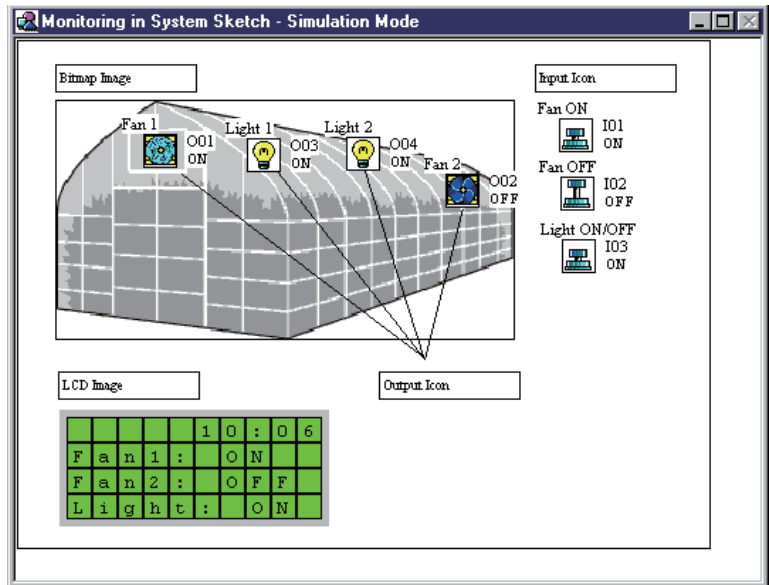 Monitoring in System Sketch - Simulation Mode
Bitmap Image
Input Icon
Fan 1
O01
ON
Light 1
O03
ON
Light 2
O04
ON
Fan 2
O02
OFF
Fan ON
I01
ON
Fan OFF
I02
OFF
Light ON/OFF
I03
ON
LCD Image
Output Icon
10:06
Fan1: ON
Fan2: OFF
Light: ON